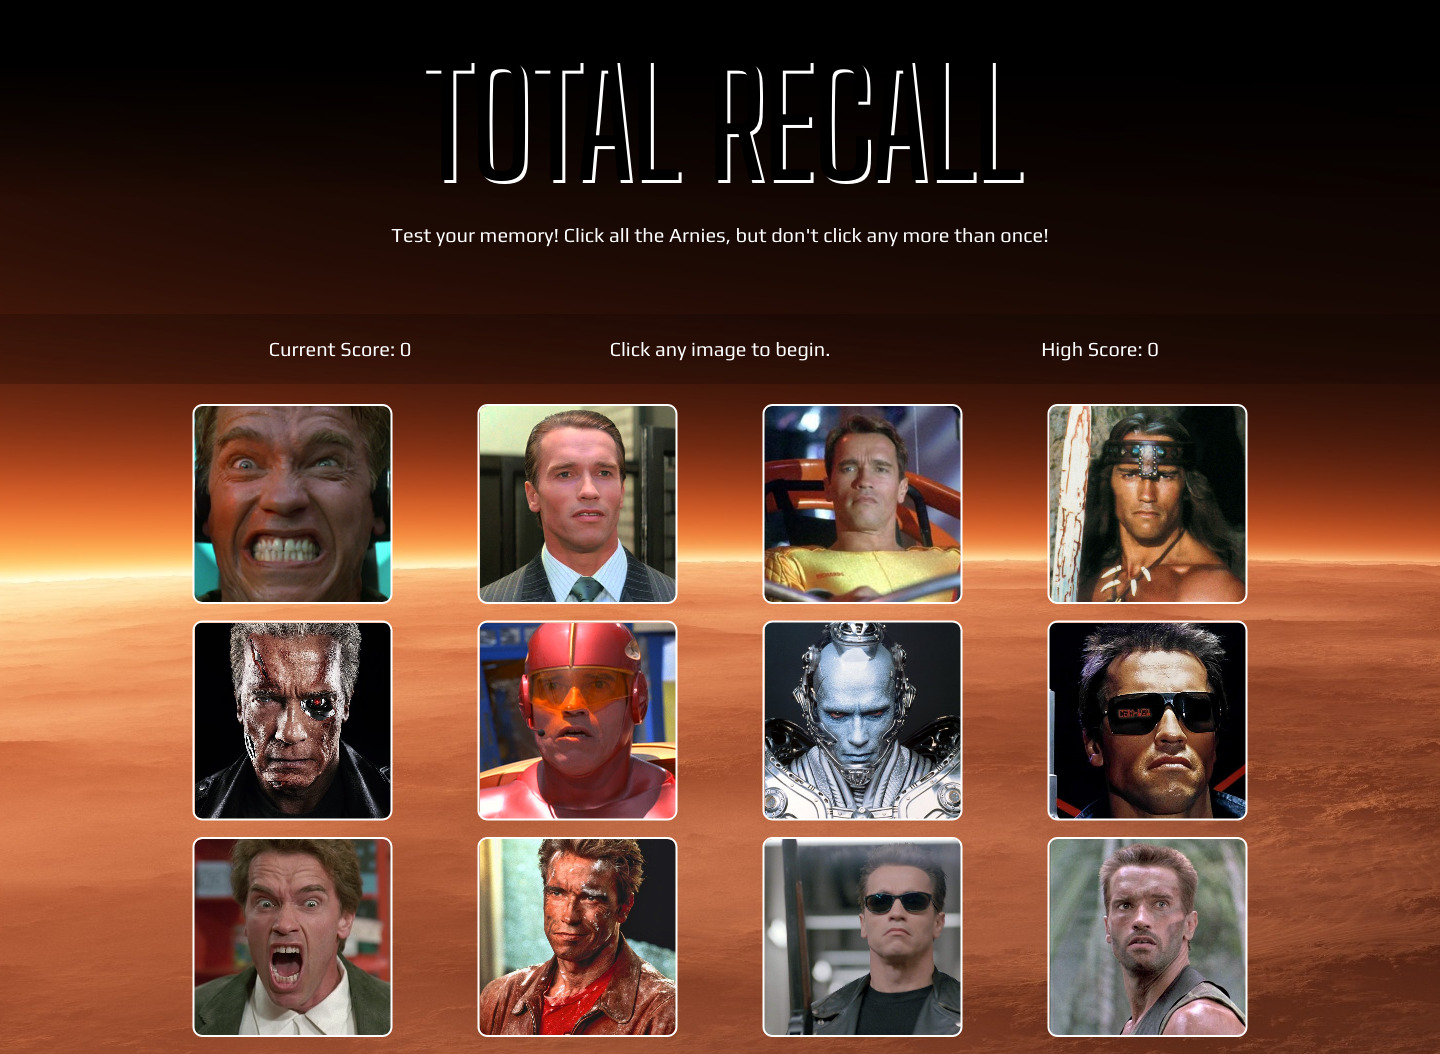 TOTAL RECALL
Test your memory! Click all the Arnies, but don't click any more than once!
Current Score: 0
Click any image to begin.
High Score: 0